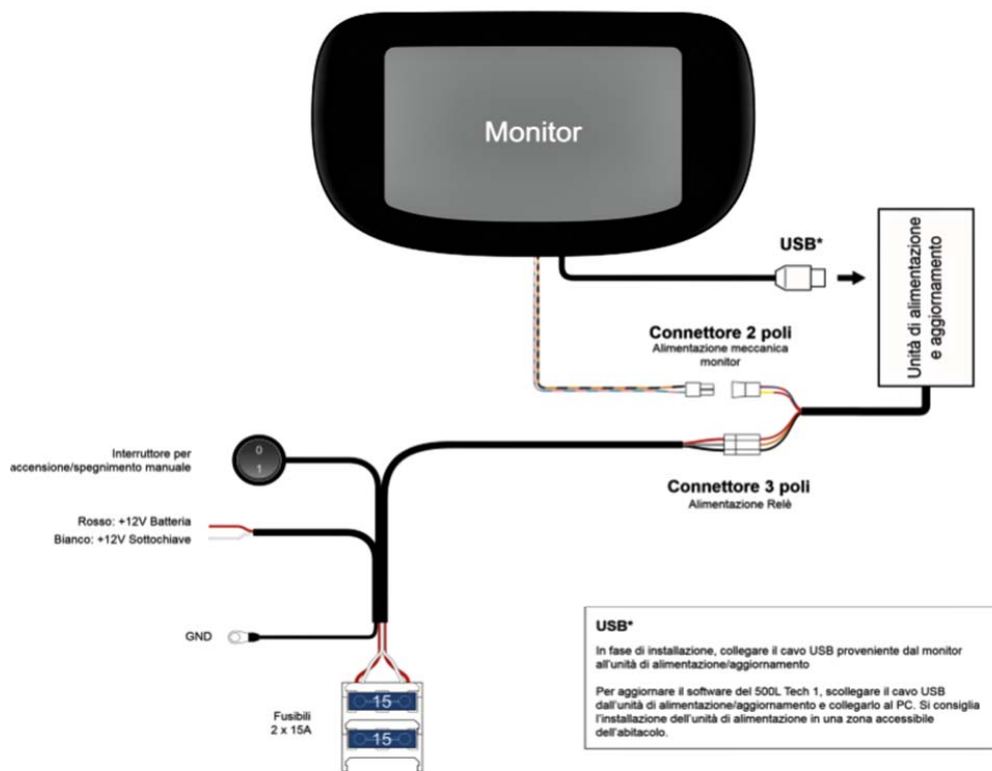 Monitor
USB*
Unità di alimentazione
e aggiornamento
Connettore 2 poli
Alimentazione meccanica
monitor
0
1
Interruttore per
accensione/spegnimento manuale
Connettore 3 poli
Alimentazione Relè
Rosso: +12V Batteria
Bianco: +12V Sottochiave
GND
Fusibili
2 x 15A
15
15
USB*
In fase di installazione, collegare il cavo USB proveniente dal monitor
all'unità di alimentazione/aggiornamento
Per aggiornare il software del 500L Tech 1, scollegare il cavo USB
dall'unità di alimentazione/aggiornamento e collegarlo al PC. Si consiglia
l'installazione dell'unità di alimentazione in una zona accessibile
dell'abitacolo.